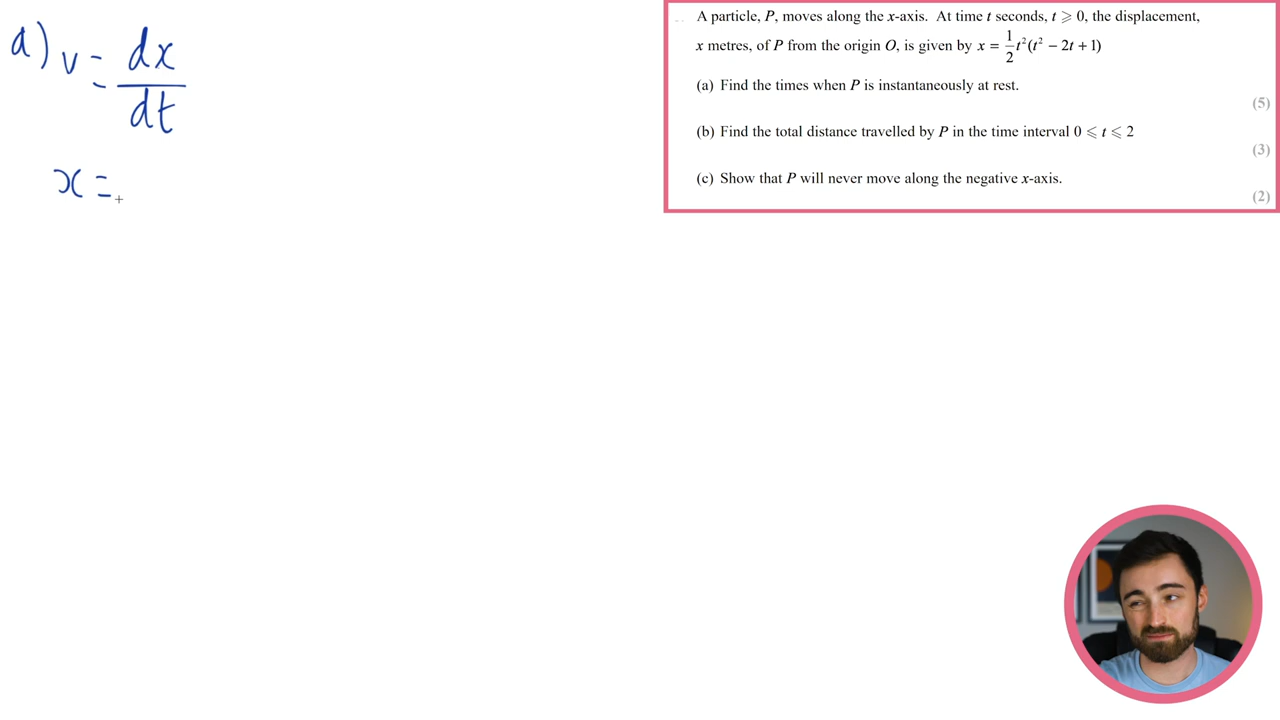 a) v = dx/dt
x =
A particle, P, moves along the x-axis. At time t seconds, t ⩾ 0, the displacement,
x metres, of P from the origin O, is given by x = 1/2 t²(t² − 2t + 1)
(a) Find the times when P is instantaneously at rest.
(5)
(b) Find the total distance travelled by P in the time interval 0 ⩽ t ⩽ 2
(3)
(c) Show that P will never move along the negative x-axis.
(2)